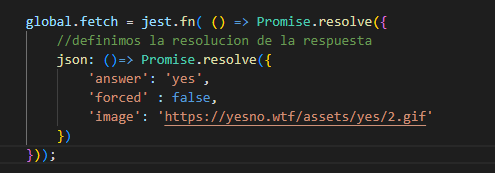 global.fetch = jest.fn( () => Promise.resolve({
//definimos la resolucion de la respuesta
json: ()=> Promise.resolve({
'answer': 'yes',
'forced' : false,
'image': 'https://yesno.wtf/assets/yes/2.gif'
})
}));